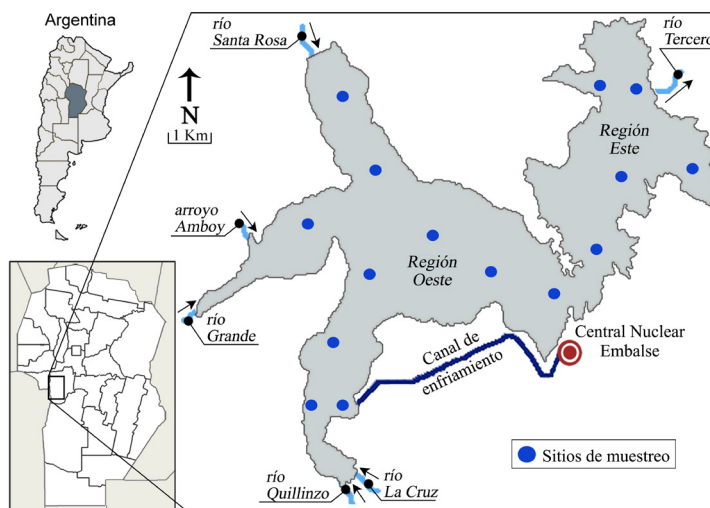 Argentina
río
Santa Rosa
N
1 Km
río
Tercero
Región
Este
arroyo
Amboy
Región
Oeste
río
Grande
Canal de
enfriamiento
Central Nuclear
Embalse
Sitios de muestreo
río
Quillinzo
río
La Cruz